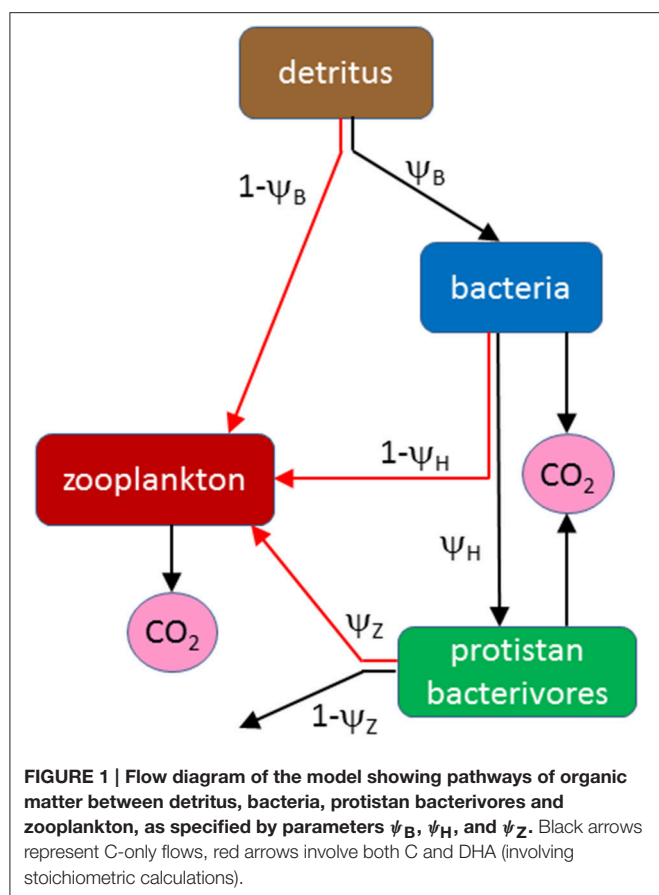 detritus
1-ψB
ψB
bacteria
zooplankton
1-ψH
CO2
ψH
CO2
ψZ
protistan
bacterivores
1-ψZ
FIGURE 1 | Flow diagram of the model showing pathways of organic
matter between detritus, bacteria, protistan bacterivores and
zooplankton, as specified by parameters ψB, ψH, and ψZ. Black arrows
represent C-only flows, red arrows involve both C and DHA (involving
stoichiometric calculations).